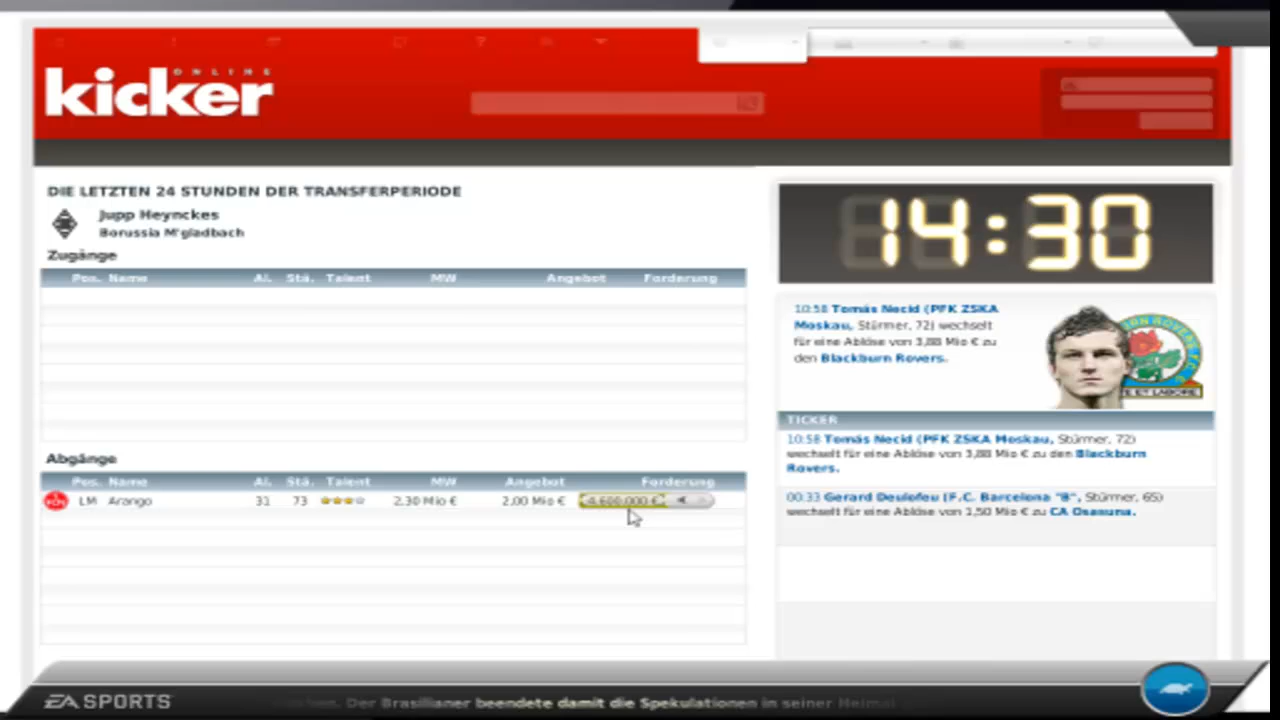 kicker
ONLINE
DIE LETZTEN 24 STUNDEN DER TRANSFERPERIODE
Jupp Heynckes
Borussia M'gladbach
Zugänge
Pos. Name Al. Stä. Talent MW Angebot Forderung
Abgänge
Pos. Name Al. Stä. Talent MW Angebot Forderung
LM Arango 31 73 2,30 Mio € 2,00 Mio € 4.600.000 €
14:30
10:58 Tomás Necid (PFK ZSKA
Moskau, Stürmer, 72) wechselt
für eine Ablöse von 3,88 Mio € zu
den Blackburn Rovers.
TICKER
10:58 Tomás Necid (PFK ZSKA Moskau, Stürmer, 72)
wechselt für eine Ablöse von 3,88 Mio € zu den Blackburn
Rovers.
00:33 Gerard Deulofeu (F.C. Barcelona "B", Stürmer, 65)
wechselt für eine Ablöse von 1,50 Mio € zu CA Osasuna.
EA SPORTS
Der Brasilianer beendete damit die Spekulationen in seiner Heimat